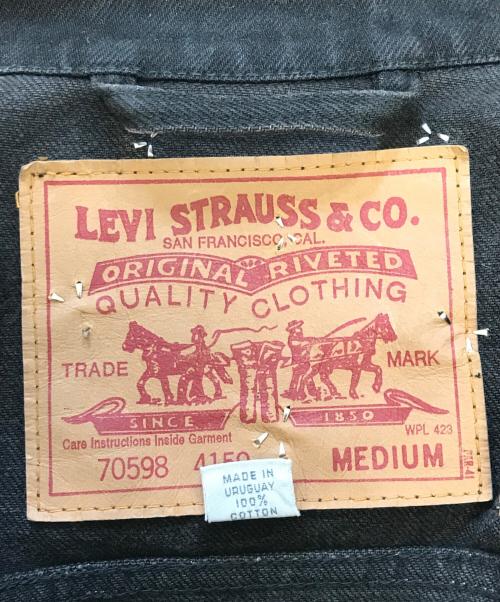 LEVI STRAUSS & CO.
SAN FRANCISCO, CAL.
ORIGINAL RIVETED
QUALITY CLOTHING
TRADE MARK
SINCE 1850
WPL 423
Care Instructions Inside Garment
70598 MEDIUM
MADE IN
URUGUAY
100%
COTTON